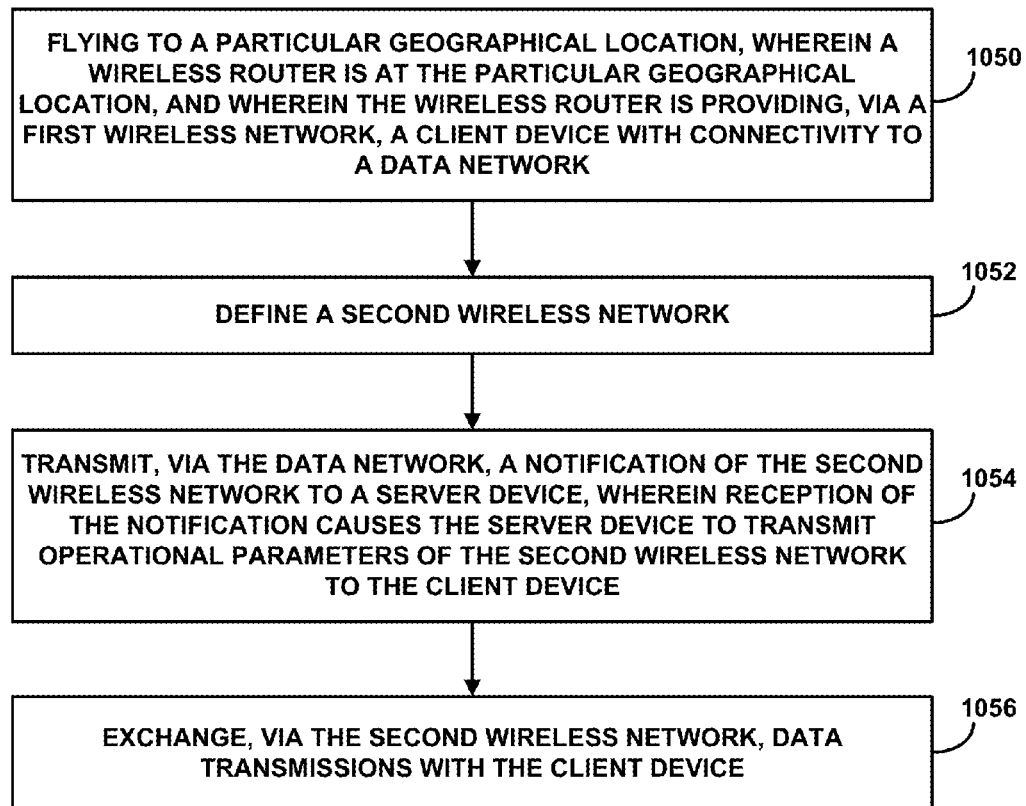 FLYING TO A PARTICULAR GEOGRAPHICAL LOCATION, WHEREIN A
WIRELESS ROUTER IS AT THE PARTICULAR GEOGRAPHICAL
LOCATION, AND WHEREIN THE WIRELESS ROUTER IS PROVIDING, VIA A
FIRST WIRELESS NETWORK, A CLIENT DEVICE WITH CONNECTIVITY TO
A DATA NETWORK
1050
DEFINE A SECOND WIRELESS NETWORK
1052
TRANSMIT, VIA THE DATA NETWORK, A NOTIFICATION OF THE SECOND
WIRELESS NETWORK TO A SERVER DEVICE, WHEREIN RECEPTION OF
THE NOTIFICATION CAUSES THE SERVER DEVICE TO TRANSMIT
OPERATIONAL PARAMETERS OF THE SECOND WIRELESS NETWORK
TO THE CLIENT DEVICE
1054
EXCHANGE, VIA THE SECOND WIRELESS NETWORK, DATA
TRANSMISSIONS WITH THE CLIENT DEVICE
1056